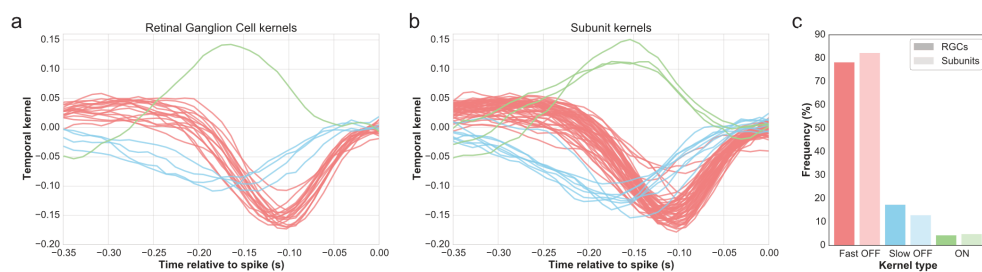 a
Retinal Ganglion Cell kernels
0.15
0.10
0.05
0.00
−0.05
−0.10
−0.15
−0.20
Temporal kernel
−0.35 −0.30 −0.25 −0.20 −0.15 −0.10 −0.05 0.00
Time relative to spike (s)
b
Subunit kernels
0.15
0.10
0.05
0.00
−0.05
−0.10
−0.15
−0.20
Temporal kernel
−0.35 −0.30 −0.25 −0.20 −0.15 −0.10 −0.05 0.00
Time relative to spike (s)
c
90
80
70
60
50
40
30
20
10
0
Frequency (%)
RGCs
Subunits
Fast OFF Slow OFF ON
Kernel type